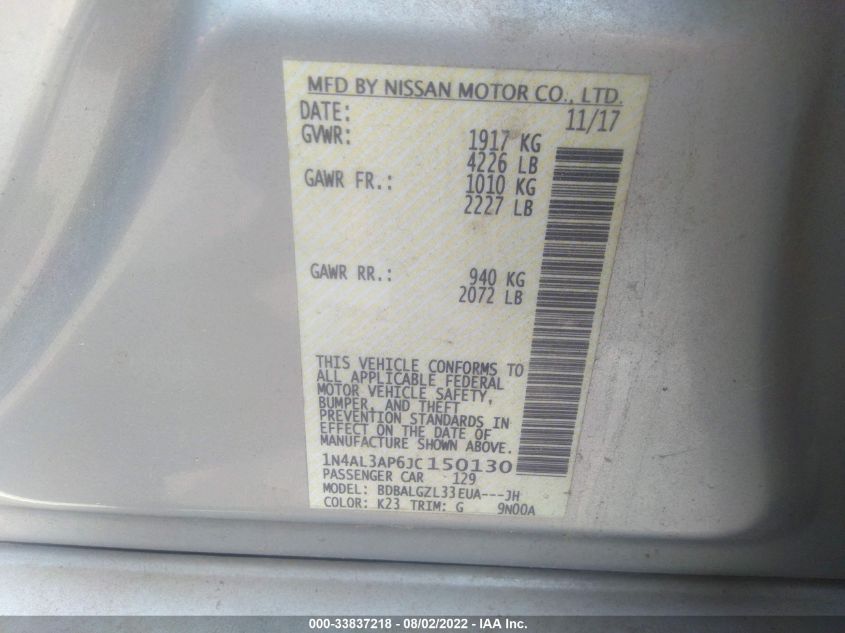 MFD BY NISSAN MOTOR CO., LTD.
DATE: 11/17
GVWR: 1917 KG
4226 LB
GAWR FR.: 1010 KG
2227 LB
GAWR RR.: 940 KG
2072 LB
THIS VEHICLE CONFORMS TO
ALL APPLICABLE FEDERAL
MOTOR VEHICLE SAFETY,
BUMPER, AND THEFT
PREVENTION STANDARDS IN
EFFECT ON THE DATE OF
MANUFACTURE SHOWN ABOVE.
1N4AL3AP6JC150130
PASSENGER CAR 129
MODEL: BDBALGZL33EUA---JH
COLOR: K23 TRIM: G 9N00A
000-33837218 - 08/02/2022 - IAA Inc.